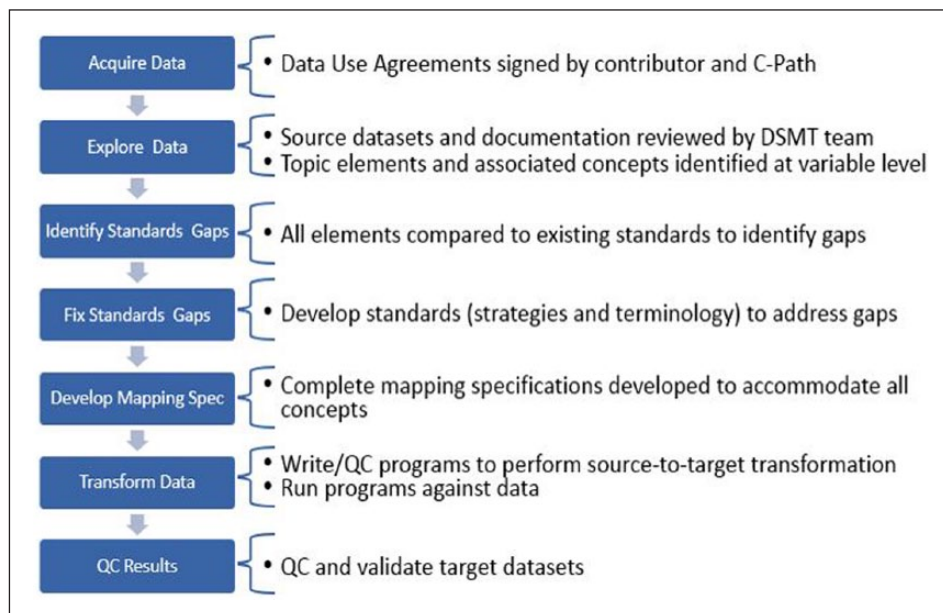 Acquire Data
• Data Use Agreements signed by contributor and C-Path
Explore Data
• Source datasets and documentation reviewed by DSMT team
• Topic elements and associated concepts identified at variable level
Identify Standards Gaps
• All elements compared to existing standards to identify gaps
Fix Standards Gaps
• Develop standards (strategies and terminology) to address gaps
Develop Mapping Spec
• Complete mapping specifications developed to accommodate all
concepts
Transform Data
• Write/QC programs to perform source-to-target transformation
• Run programs against data
QC Results
• QC and validate target datasets